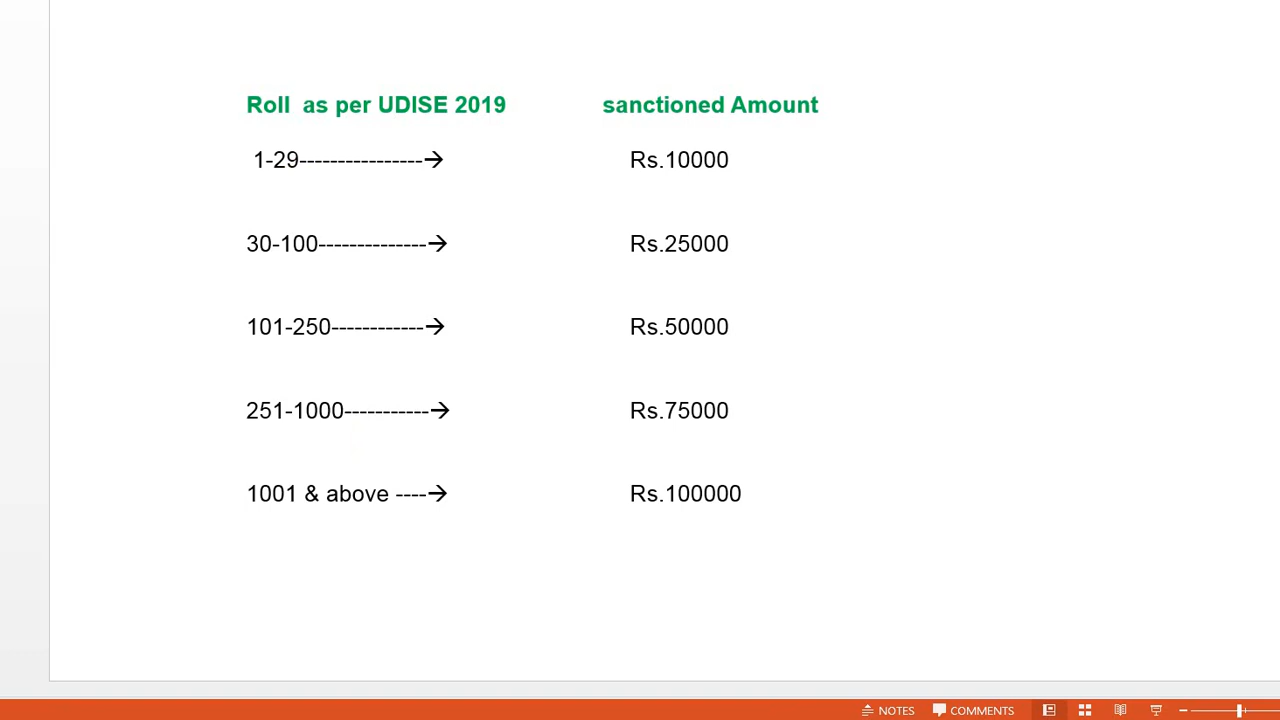 Roll  as per UDISE 2019 sanctioned Amount
1-29----------------→ Rs.10000
30-100--------------→ Rs.25000
101-250------------→ Rs.50000
251-1000-----------→ Rs.75000
1001 & above ----→ Rs.100000
NOTES COMMENTS